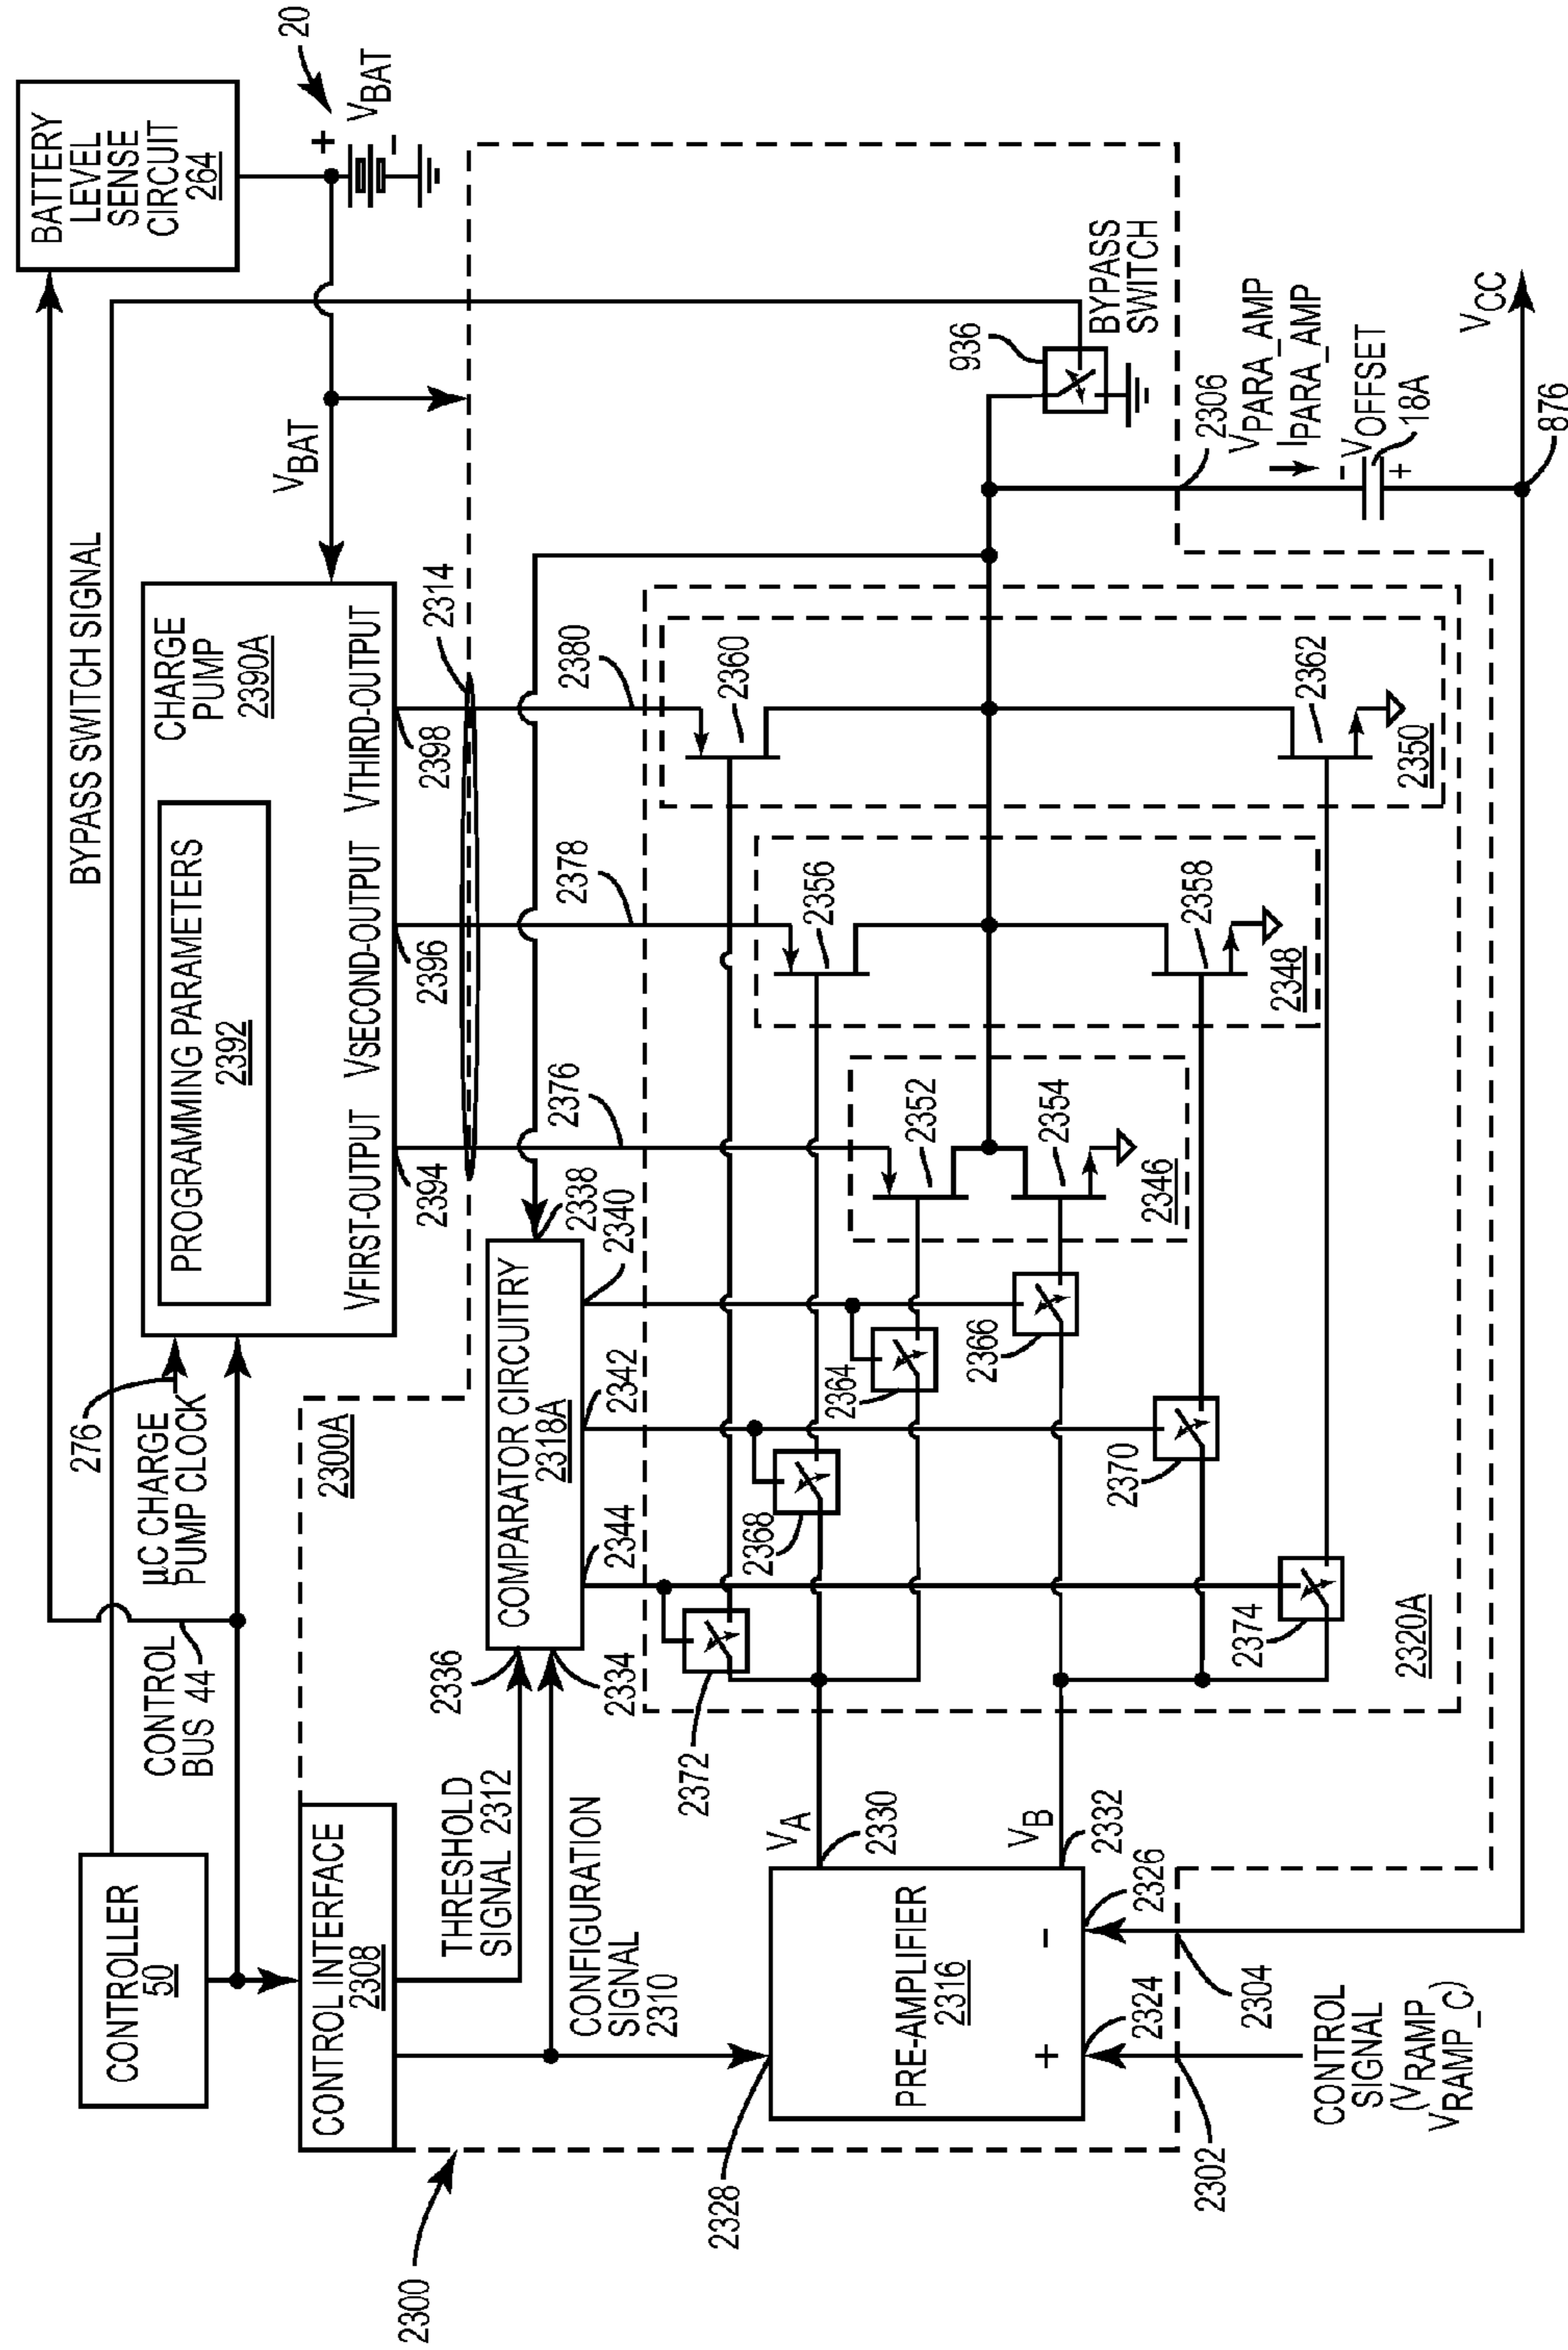 BATTERY
LEVEL
SENSE
CIRCUIT
264
20
+
VBAT
-
BYPASS SWITCH SIGNAL
VBAT
CHARGE
PUMP
2390A
PROGRAMMING PARAMETERS
2392
VFIRST-OUTPUT
VSECOND-OUTPUT
VTHIRD-OUTPUT
2394
2396
2398
2314
276
µC CHARGE
PUMP CLOCK
CONTROL
BUS 44
CONTROLLER
50
2300A
CONTROL INTERFACE
2308
THRESHOLD
SIGNAL 2312
CONFIGURATION
SIGNAL
2310
2300
2336
2334
COMPARATOR CIRCUITRY
2318A
2338
2340
2342
2344
2376
2378
2380
2360
2356
2352
2354
2346
2358
2348
2362
2350
2364
2366
2368
2370
2372
2374
2320A
936
BYPASS
SWITCH
2306
VPARA_AMP
IPARA_AMP
-
VOFFSET
18A
+
VCC
876
VA
2330
VB
2332
2328
PRE-AMPLIFIER
2316
+
-
2324
2326
2302
2304
CONTROL
SIGNAL
(VRAMP
VRAMP_C)